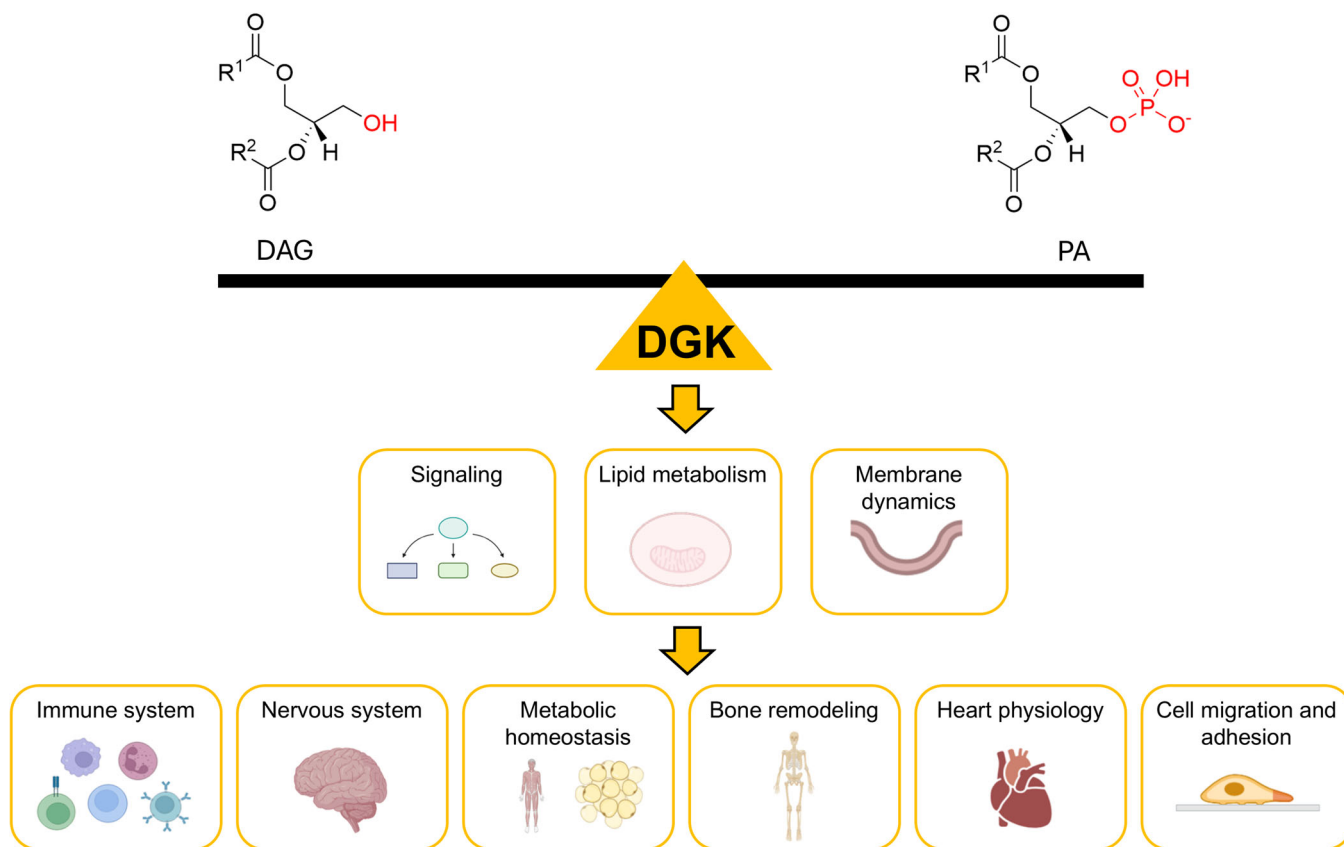 O
R¹
O
OH
O
H
R²
O
DAG
O
R¹
O
O
OH
P
O
O⁻
O
H
R²
O
PA
DGK
Signaling
Lipid metabolism
Membrane
dynamics
Immune system
Nervous system
Metabolic
homeostasis
Bone remodeling
Heart physiology
Cell migration and
adhesion